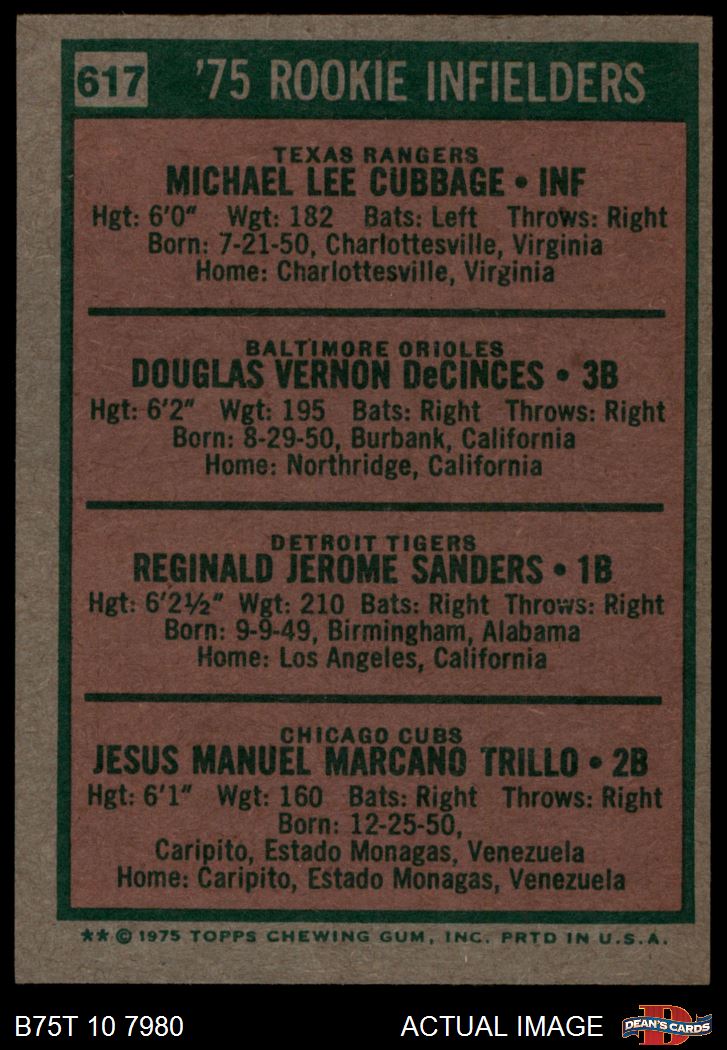 617 '75 ROOKIE INFIELDERS
TEXAS RANGERS
MICHAEL LEE CUBBAGE • INF
Hgt: 6'0" Wgt: 182 Bats: Left Throws: Right
Born: 7-21-50, Charlottesville, Virginia
Home: Charlottesville, Virginia
BALTIMORE ORIOLES
DOUGLAS VERNON DeCINCES • 3B
Hgt: 6'2" Wgt: 195 Bats: Right Throws: Right
Born: 8-29-50, Burbank, California
Home: Northridge, California
DETROIT TIGERS
REGINALD JEROME SANDERS • 1B
Hgt: 6'2½" Wgt: 210 Bats: Right Throws: Right
Born: 9-9-49, Birmingham, Alabama
Home: Los Angeles, California
CHICAGO CUBS
JESUS MANUEL MARCANO TRILLO • 2B
Hgt: 6'1" Wgt: 160 Bats: Right Throws: Right
Born: 12-25-50,
Caripito, Estado Monagas, Venezuela
Home: Caripito, Estado Monagas, Venezuela
** © 1975 TOPPS CHEWING GUM, INC. PRTD IN U.S.A.
B75T 10 7980 ACTUAL IMAGE D DEAN'S CARDS